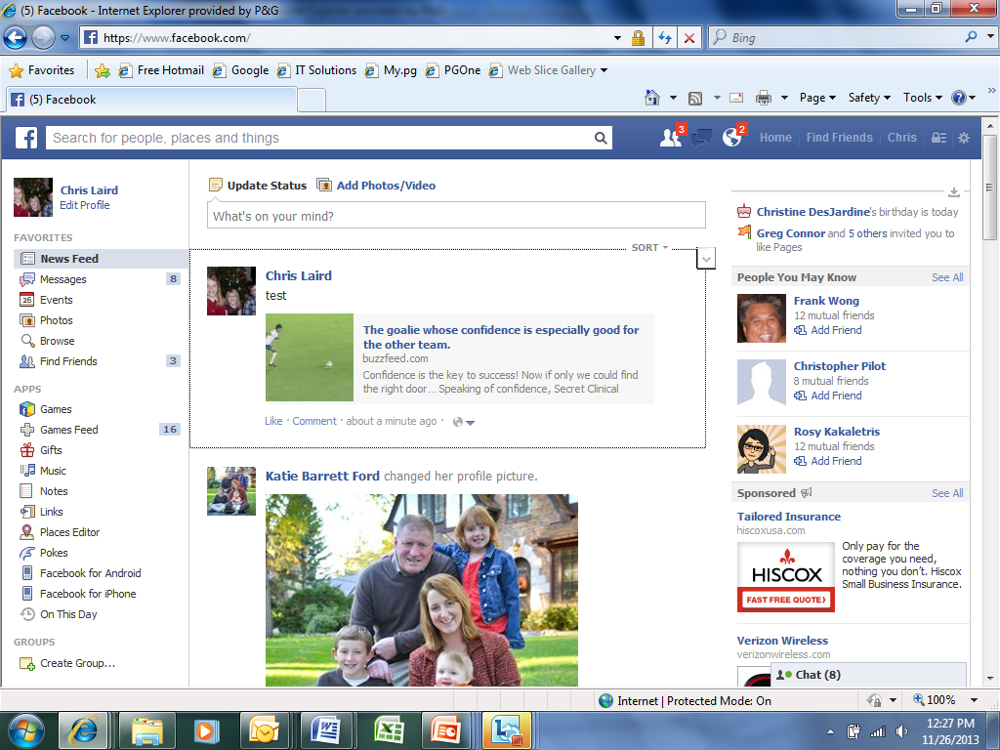 (5) Facebook - Internet Explorer provided by P&G
https://www.facebook.com/
Bing
Favorites
Free Hotmail
Google
IT Solutions
My.pg
PGOne
Web Slice Gallery
(5) Facebook
Page
Safety
Tools
Search for people, places and things
3
2
Home
Find Friends
Chris
Chris Laird
Edit Profile
FAVORITES
News Feed
Messages 8
Events
Photos
Browse
Find Friends 3
APPS
Games
Games Feed 16
Gifts
Music
Notes
Links
Places Editor
Pokes
Facebook for Android
Facebook for iPhone
On This Day
GROUPS
Create Group...
Update Status
Add Photos/Video
What's on your mind?
SORT
Chris Laird
test
The goalie whose confidence is especially good for
the other team.
buzzfeed.com
Confidence is the key to success! Now if only we could find
the right door... Speaking of confidence, Secret Clinical
Like · Comment · about a minute ago ·
Katie Barrett Ford changed her profile picture.
Christine DesJardine's birthday is today
Greg Connor and 5 others invited you to
like Pages
People You May Know See All
Frank Wong
12 mutual friends
Add Friend
Christopher Pilot
8 mutual friends
Add Friend
Rosy Kakaletris
12 mutual friends
Add Friend
Sponsored See All
Tailored Insurance
hiscoxusa.com
HISCOX
FAST FREE QUOTE
Only pay for the
coverage you need,
nothing you don't. Hiscox
Small Business Insurance.
Verizon Wireless
verizonwireless.com
Chat (8)
Internet | Protected Mode: On
100%
12:27 PM
11/26/2013